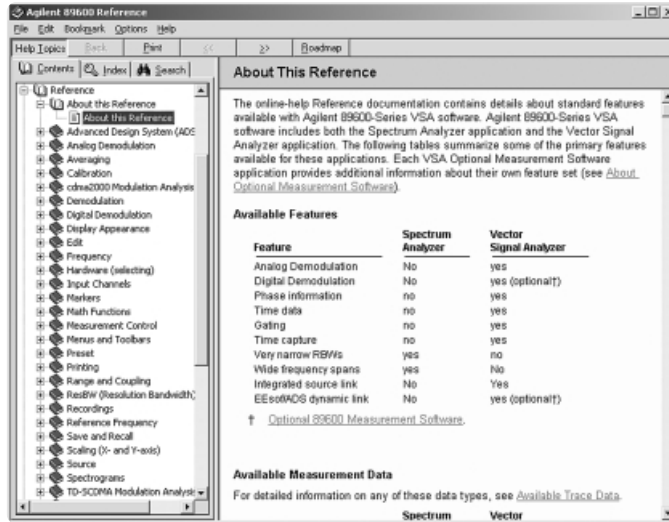 Agilent 89600 Reference
File Edit Bookmark Options Help
Help Topics Back Print << >> Roadmap
Contents Index Search
Reference
About this Reference
About this Reference
Advanced Design System (ADS
Analog Demodulation
Averaging
Calibration
cdma2000 Modulation Analysis
Demodulation
Digital Demodulation
Display Appearance
Edit
Frequency
Hardware (selecting)
Input Channels
Markers
Math Functions
Measurement Control
Menus and Toolbars
Preset
Printing
Range and Coupling
ResBW (Resolution Bandwidth)
Recordings
Reference Frequency
Save and Recall
Scaling (X- and Y-axis)
Source
Spectrograms
TD-SCDMA Modulation Analysis
About This Reference
The online-help Reference documentation contains details about standard features
available with Agilent 89600-Series VSA software. Agilent 89600-Series VSA
software includes both the Spectrum Analyzer application and the Vector Signal
Analyzer application. The following tables summarize some of the primary features
available for these applications. Each VSA Optional Measurement Software
application provides additional information about their own feature set (see About
Optional Measurement Software).
Available Features
Spectrum Vector
Feature Analyzer Signal Analyzer
Analog Demodulation No yes
Digital Demodulation No yes (optional†)
Phase information no yes
Time data no yes
Gating no yes
Time capture no yes
Very narrow RBWs yes no
Wide frequency spans yes No
Integrated source link No Yes
EEsof/ADS dynamic link No yes (optional†)
† Optional 89600 Measurement Software.
Available Measurement Data
For detailed information on any of these data types, see Available Trace Data.
Spectrum Vector